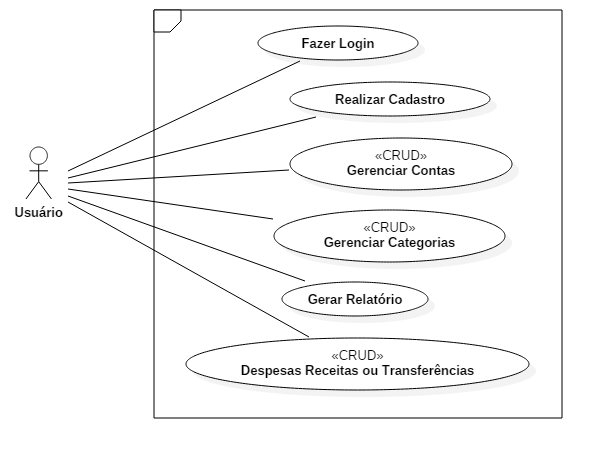 Fazer Login
Realizar Cadastro
«CRUD»
Gerenciar Contas
Usuário
«CRUD»
Gerenciar Categorias
Gerar Relatório
«CRUD»
Despesas Receitas ou Transferências